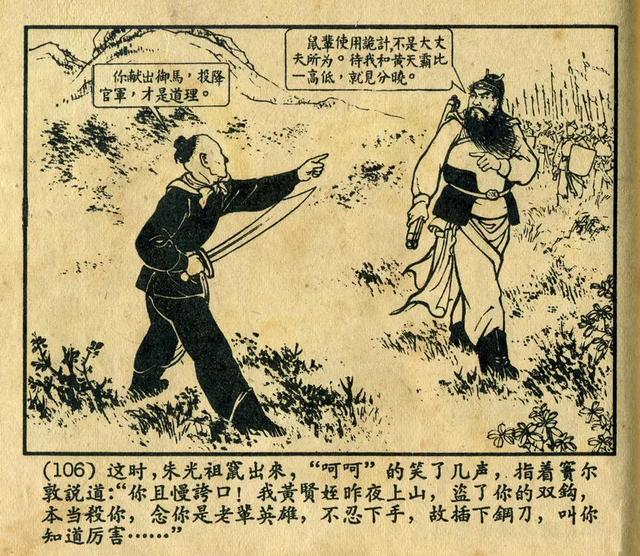 你献出御馬，投降
官軍，才是道理。
鼠輩使用詭計，不是大丈
夫所为。待我和黄天霸比
一高低，就見分曉。
(106) 这时，朱光祖竄出來，“呵呵”的笑了几声，指着竇尔
敦説道：“你且慢誇口！我黃賢姪昨夜上山，盜了你的双鈎，
本当殺你，念你是老輩英雄，不忍下手，故插下鋼刀，叫你
知道厉害……”